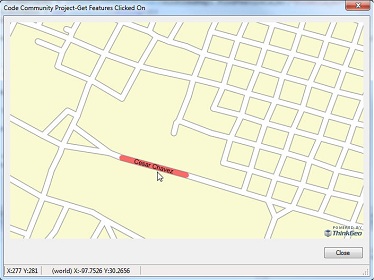 Code Community Project-Get Features Clicked On
Cesar Chavez
POWERED BY
ThinkGeo
Close
X:277 Y:281 (world) X:-97.7526 Y:30.2656